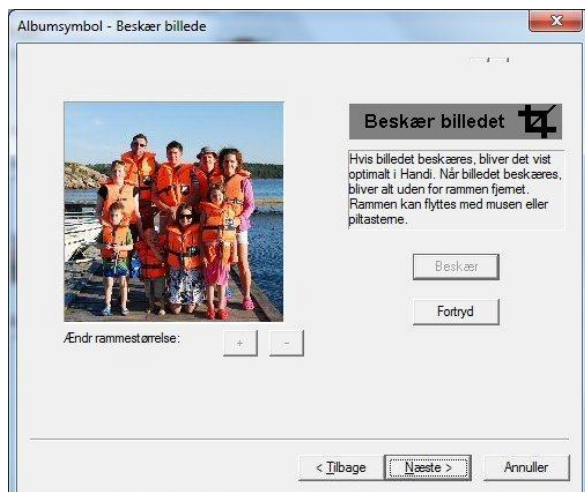 Albumsymbol - Beskær billede
Beskær billedet
Hvis billedet beskæres, bliver det vist
optimalt i Handi. Når billedet beskæres,
bliver alt uden for rammen fjernet.
Rammen kan flyttes med musen eller
piltasterne.
Beskær
Fortryd
Ændr rammestørrelse:
+
-
< Tilbage
Næste >
Annuller